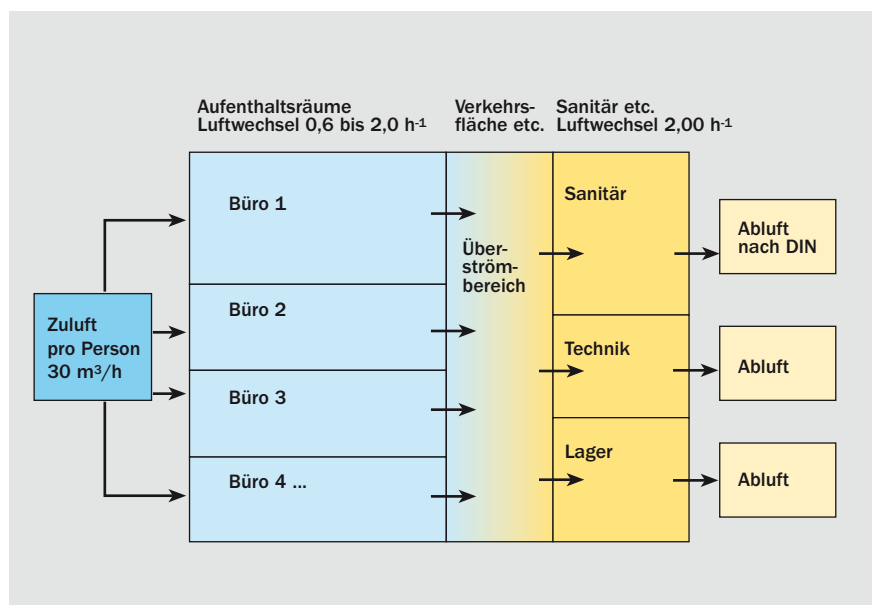 Aufenthaltsräume
Luftwechsel 0,6 bis 2,0 h-1
Verkehrs-
fläche etc.
Sanitär etc.
Luftwechsel 2,00 h-1
Zuluft
pro Person
30 m³/h
Büro 1
Büro 2
Büro 3
Büro 4 ...
Über-
ström-
bereich
Sanitär
Technik
Lager
Abluft
nach DIN
Abluft
Abluft